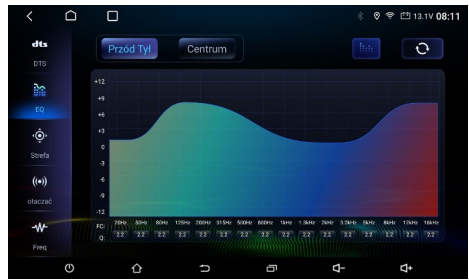 13.1V 08:11
dts
DTS
Przód Tył
Centrum
EQ
Strefa
otaczać
Freq
+12
+9
+6
+3
0
-3
-6
-9
-12
FC: 20Hz 50Hz 80Hz 125Hz 200Hz 315Hz 500Hz 800Hz 1kHz 1.3kHz 2kHz 3.2kHz 5kHz 8kHz 12kHz 16kHz
Q: 2.2 2.2 2.2 2.2 2.2 2.2 2.2 2.2 2.2 2.2 2.2 2.2 2.2 2.2 2.2 2.2